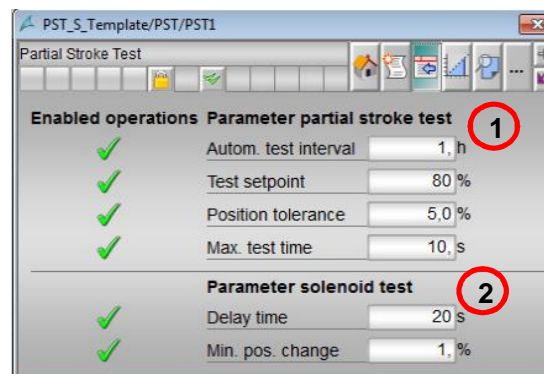 PST_S_Template/PST/PST1
Partial Stroke Test
...
Enabled operations Parameter partial stroke test 1
Autom. test interval 1, h
Test setpoint 80 %
Position tolerance 5,0 %
Max. test time 10, s
Parameter solenoid test 2
Delay time 20 s
Min. pos. change 1, %